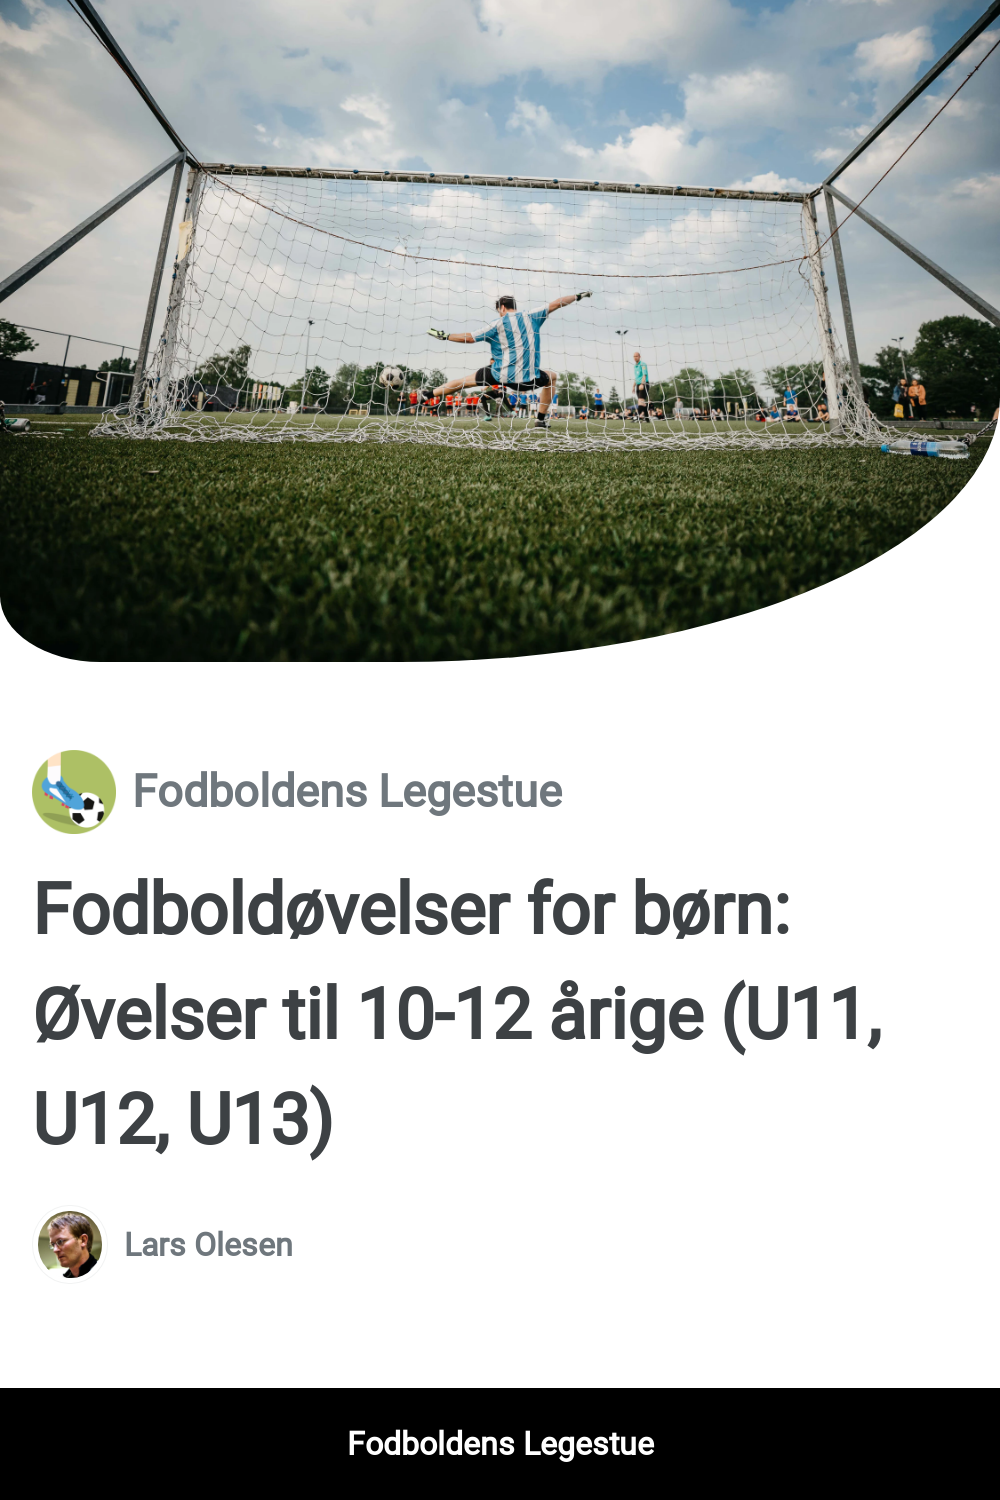 Fodboldens Legestue
Fodboldøvelser for børn:
Øvelser til 10-12 årige (U11,
U12, U13)
Lars Olesen
Fodboldens Legestue